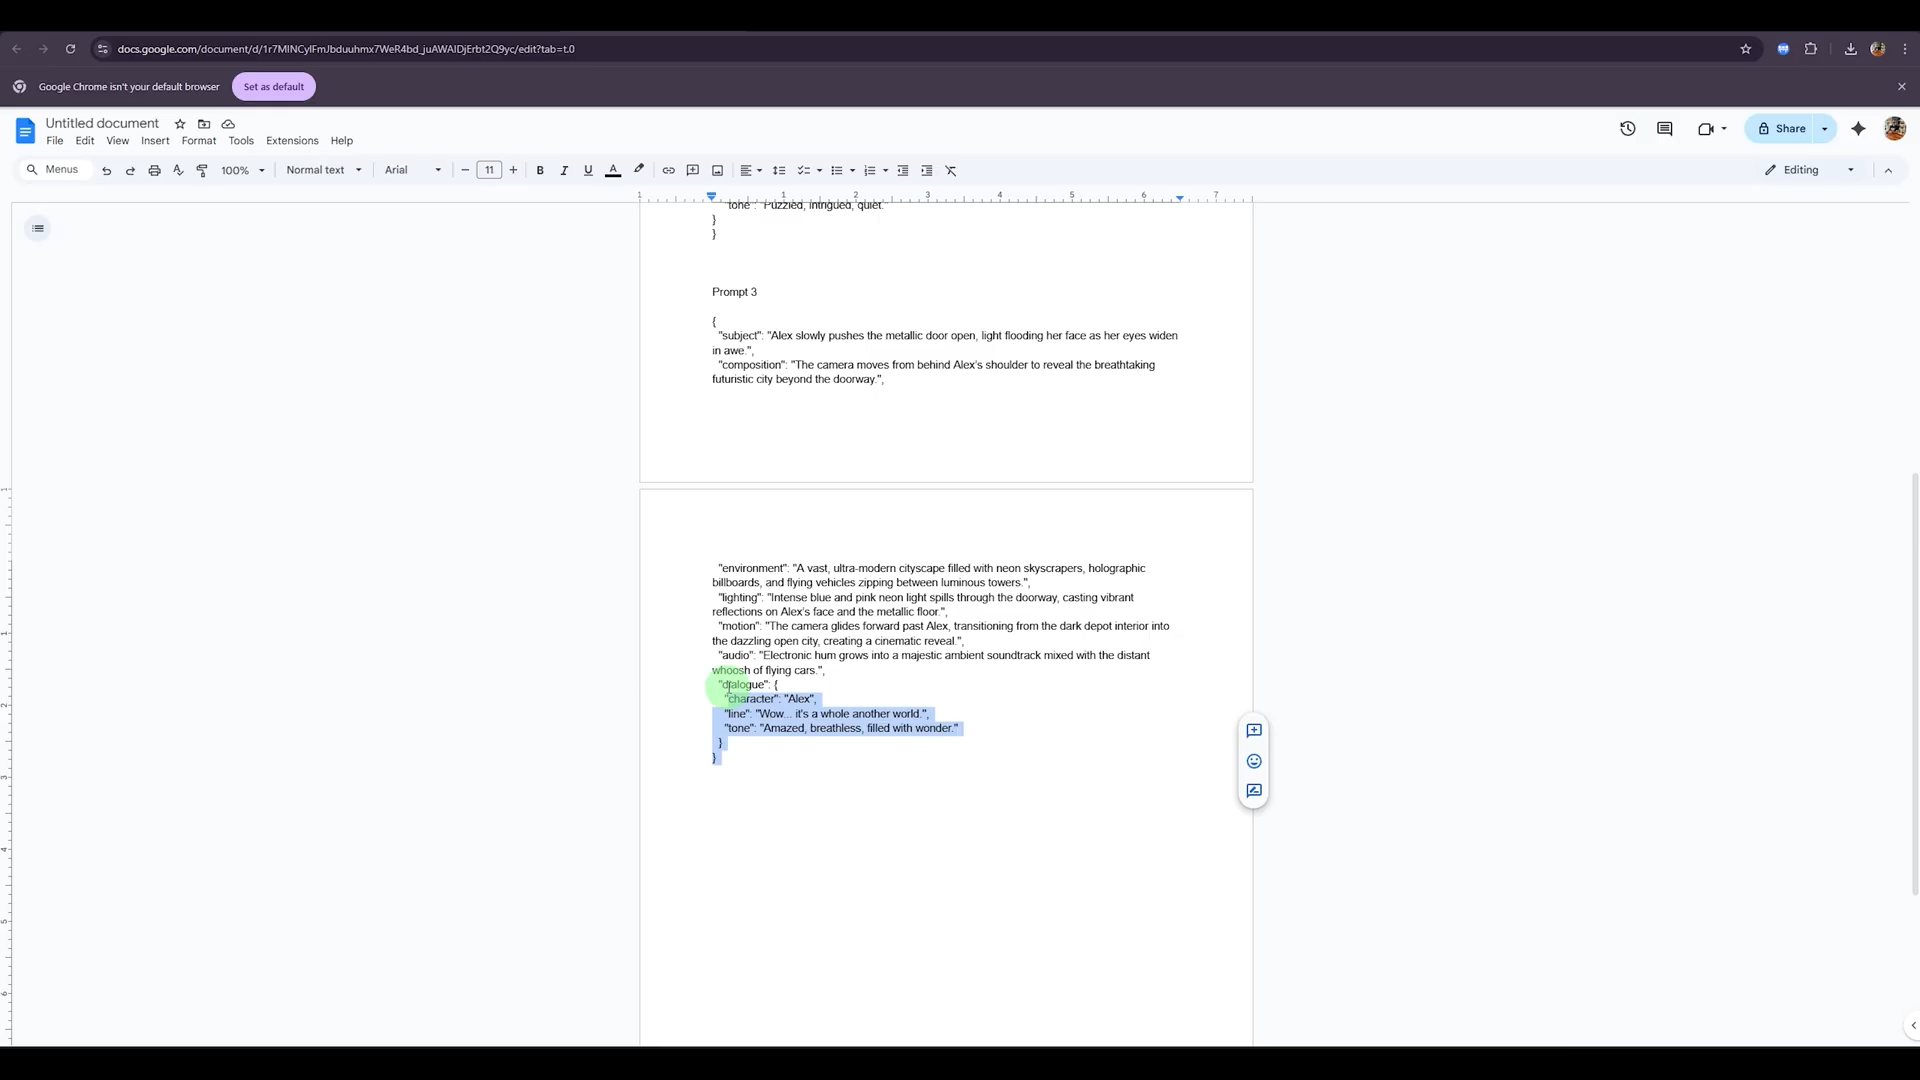 docs.google.com/document/d/1r7MINCylFmJbduuhmx7WeR4bd_juAWAIDjErbt2Q9yc/edit?tab=t.0
Google Chrome isn't your default browser
Set as default
Untitled document
File Edit View Insert Format Tools Extensions Help
Share
Menus
100%
Normal text
Arial
11
Editing
1 1 2 3 4 5 6 7
"tone": "Puzzled, intrigued, quiet."
}
}
Prompt 3
{
"subject": "Alex slowly pushes the metallic door open, light flooding her face as her eyes widen
in awe.",
"composition": "The camera moves from behind Alex's shoulder to reveal the breathtaking
futuristic city beyond the doorway.",
"environment": "A vast, ultra-modern cityscape filled with neon skyscrapers, holographic
billboards, and flying vehicles zipping between luminous towers.",
"lighting": "Intense blue and pink neon light spills through the doorway, casting vibrant
reflections on Alex's face and the metallic floor.",
"motion": "The camera glides forward past Alex, transitioning from the dark depot interior into
the dazzling open city, creating a cinematic reveal.",
"audio": "Electronic hum grows into a majestic ambient soundtrack mixed with the distant
whoosh of flying cars.",
"dialogue": {
"character": "Alex",
"line": "Wow... it's a whole another world.",
"tone": "Amazed, breathless, filled with wonder."
}
}